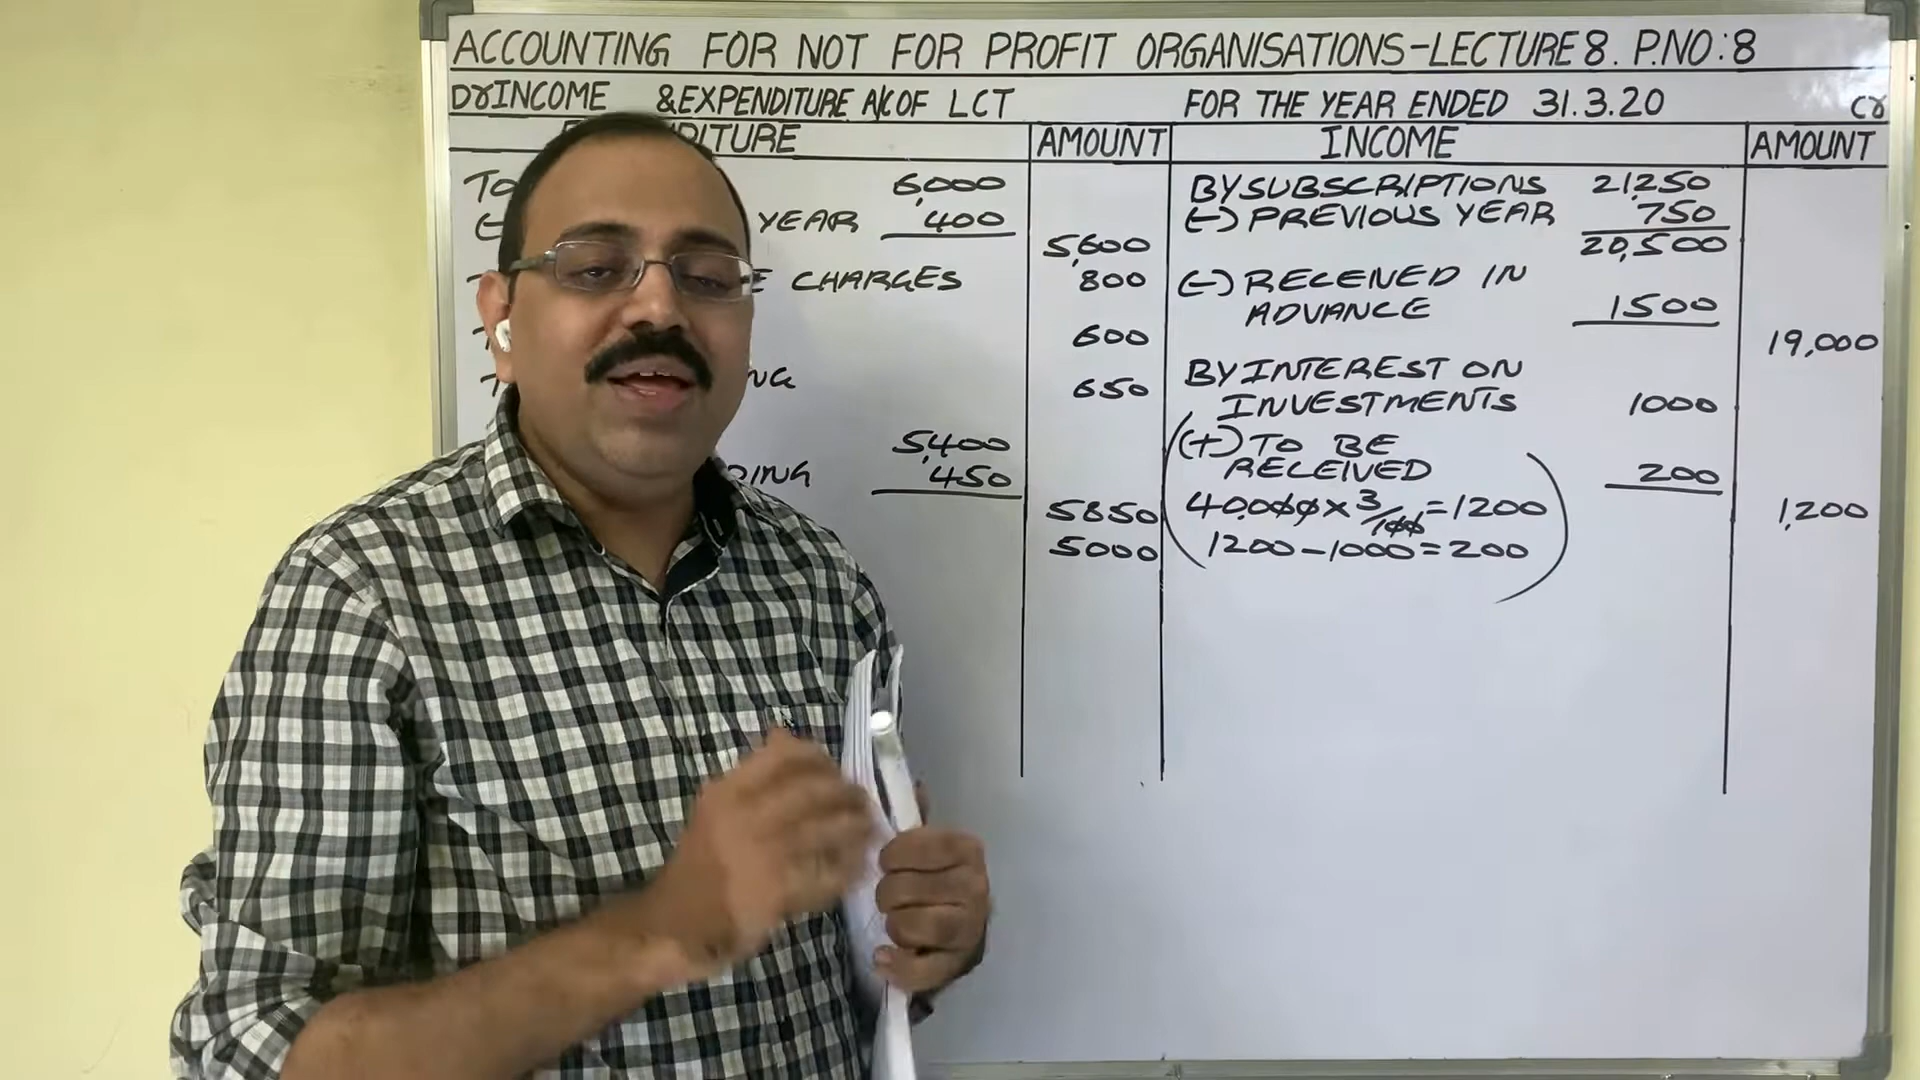 ACCOUNTING FOR NOT FOR PROFIT ORGANISATIONS-LECTURE 8. P.NO:8
Dr INCOME & EXPENDITURE A/C OF LCT FOR THE YEAR ENDED 31.3.20 Cr
AMOUNT INCOME AMOUNT
TO 6,000
(-) YEAR 400
5,600
CHARGES 800
600
650
5,400
450
5850
5000
BY SUBSCRIPTIONS 21,250
(-) PREVIOUS YEAR 750
20,500
(-) RECEIVED IN
ADVANCE 1500
19,000
BY INTEREST ON
INVESTMENTS 1000
(+) TO BE
RECEIVED 200
40,000 x 3/100 = 1200 1,200
1200 - 1000 = 200